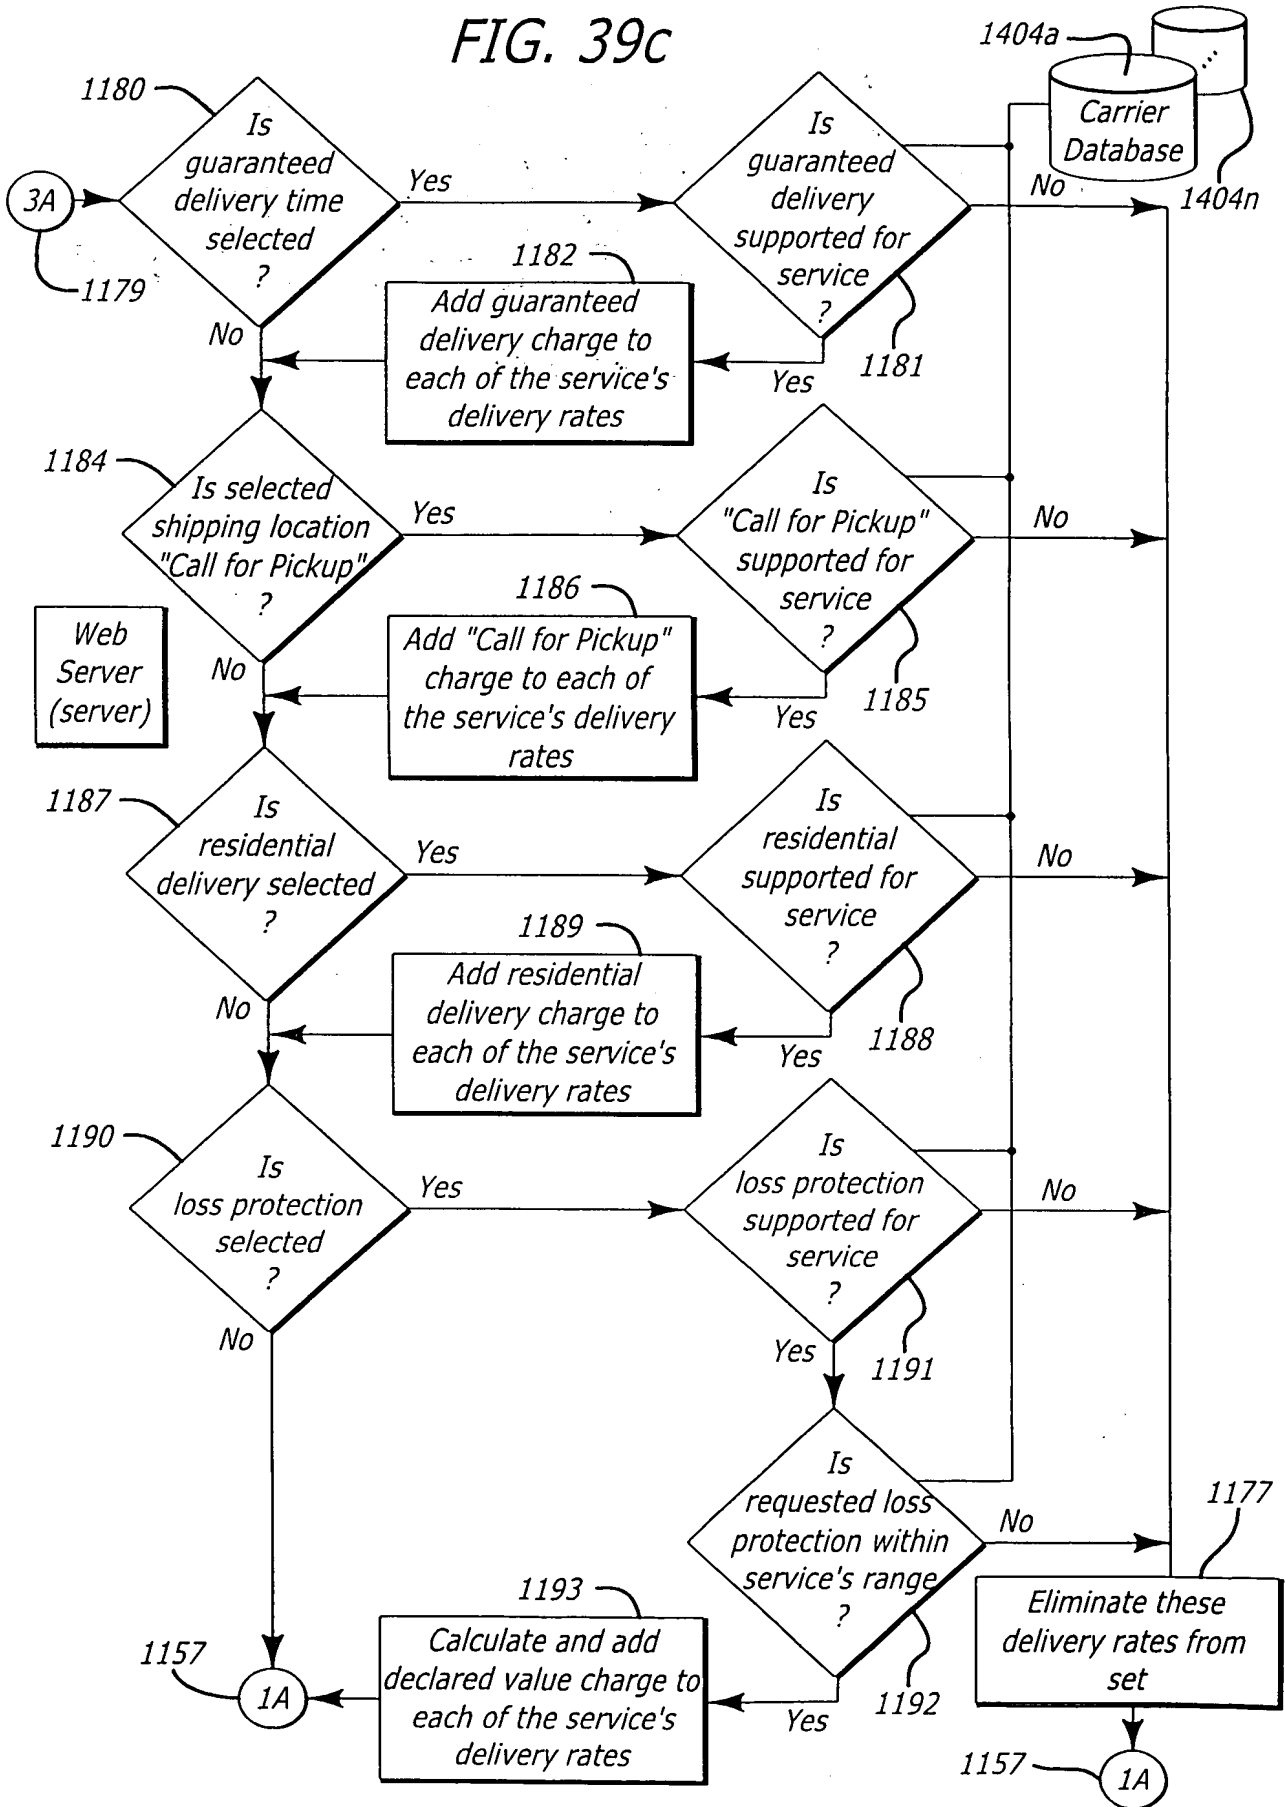 FIG. 39c
1404a
1180
Carrier
Database
1404n
Is
guaranteed
delivery time
selected
?
Yes
Is
guaranteed
delivery
supported for
service
?
No
3A
1179
1182
Add guaranteed
delivery charge to
each of the service's
delivery rates
No
Yes
1181
1184
Is selected
shipping location
"Call for Pickup"
?
Yes
Is
"Call for Pickup"
supported for
service
?
No
1186
Web
Server
(server)
No
Add "Call for Pickup"
charge to each of
the service's delivery
rates
Yes
1185
1187
Is
residential
delivery selected
?
Yes
Is
residential
supported for
service
?
No
1189
Add residential
delivery charge to
each of the service's
delivery rates
No
Yes
1188
1190
Is
loss protection
selected
?
Yes
Is
loss protection
supported for
service
?
No
No
Yes
1191
Is
requested loss
protection within
service's range
?
No
1177
Eliminate these
delivery rates from
set
1193
Calculate and add
declared value charge to
each of the service's
delivery rates
1157
1A
Yes
1192
1157
1A